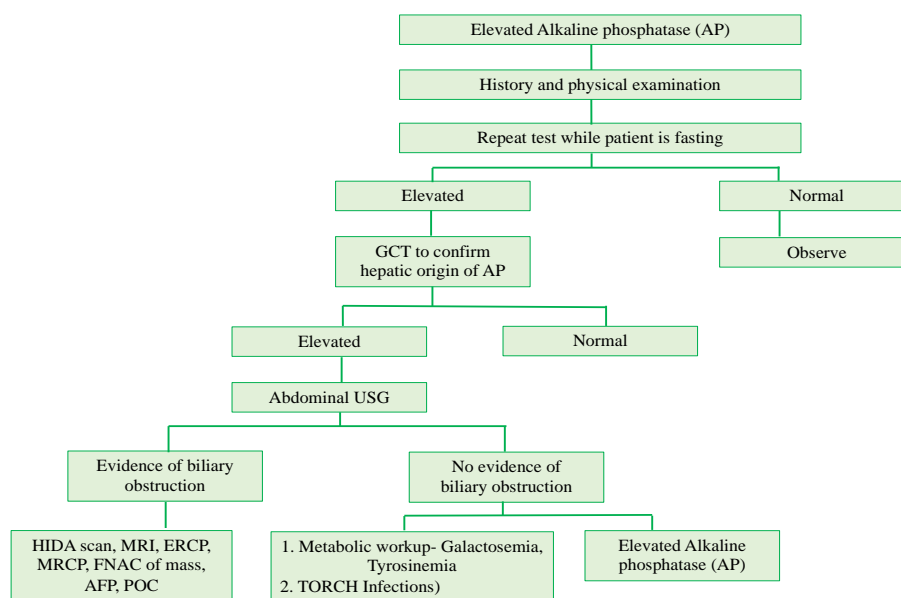 Elevated Alkaline phosphatase (AP)
History and physical examination
Repeat test while patient is fasting
Elevated
Normal
GCT to confirm
hepatic origin of AP
Observe
Elevated
Normal
Abdominal USG
Evidence of biliary
obstruction
No evidence of
biliary obstruction
HIDA scan, MRI, ERCP,
MRCP, FNAC of mass,
AFP, POC
1. Metabolic workup- Galactosemia,
Tyrosinemia
2. TORCH Infections)
Elevated Alkaline
phosphatase (AP)